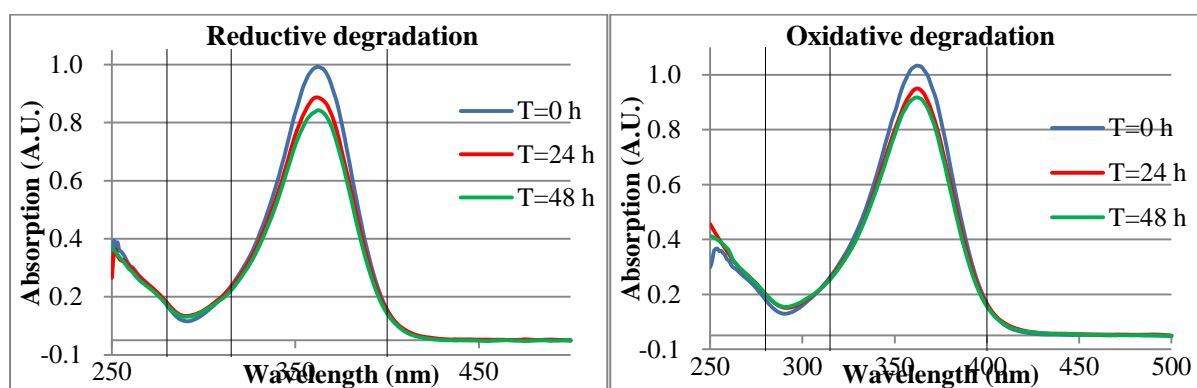 Reductive degradation
Absorption (A.U.)
1.0
0.8
0.6
0.4
0.2
-0.1
T=0 h
T=24 h
T=48 h
250 350 450
Wavelength (nm)
Oxidative degradation
Absorption (A.U.)
1.0
0.8
0.6
0.4
0.2
-0.1
T=0 h
T=24 h
T=48 h
250 300 350 400 450 500
Wavelength (nm)